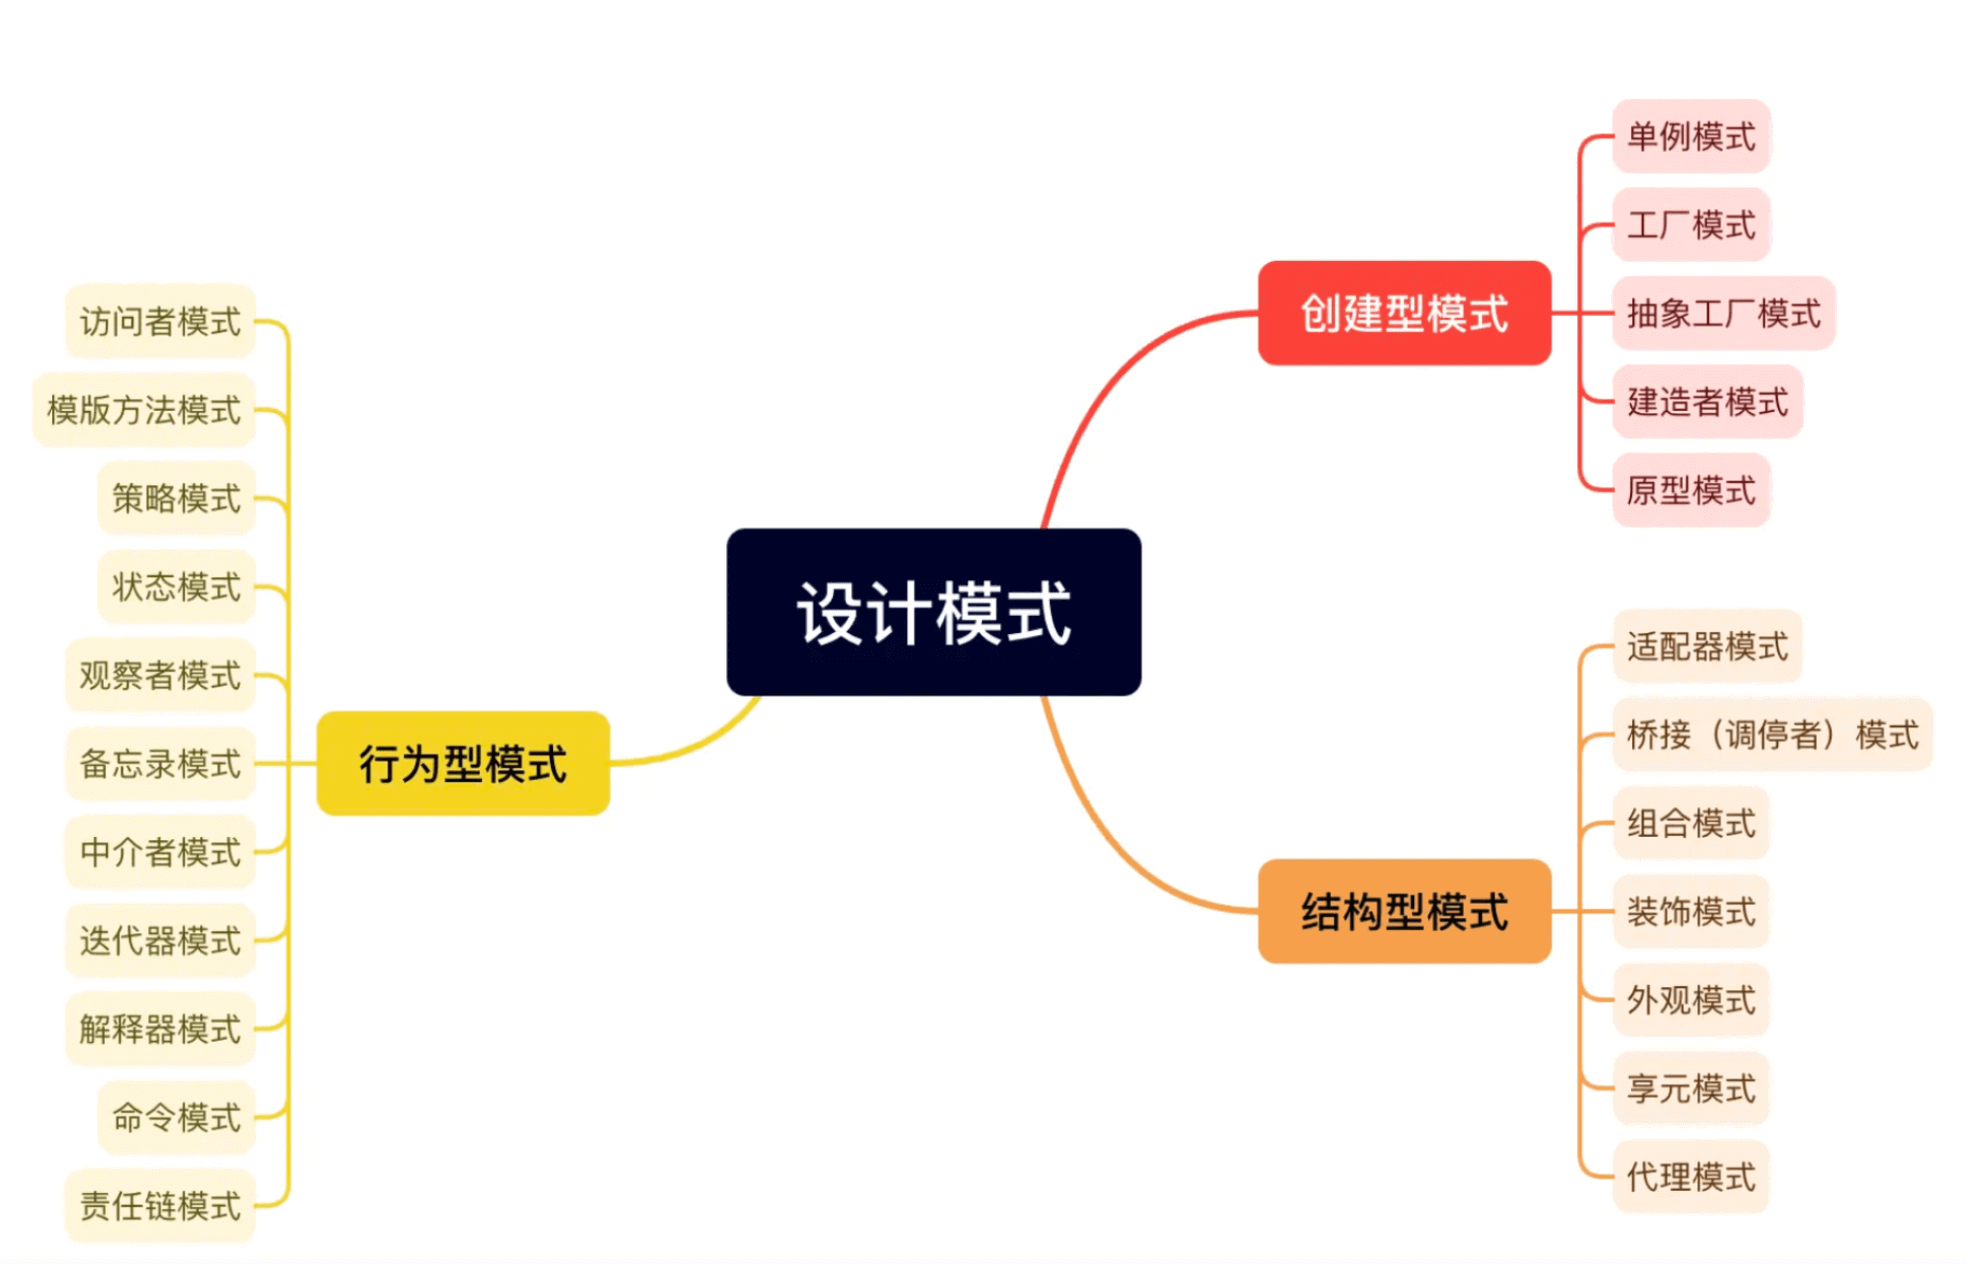 设计模式
创建型模式
单例模式
工厂模式
抽象工厂模式
建造者模式
原型模式
结构型模式
适配器模式
桥接（调停者）模式
组合模式
装饰模式
外观模式
享元模式
代理模式
行为型模式
访问者模式
模版方法模式
策略模式
状态模式
观察者模式
备忘录模式
中介者模式
迭代器模式
解释器模式
命令模式
责任链模式